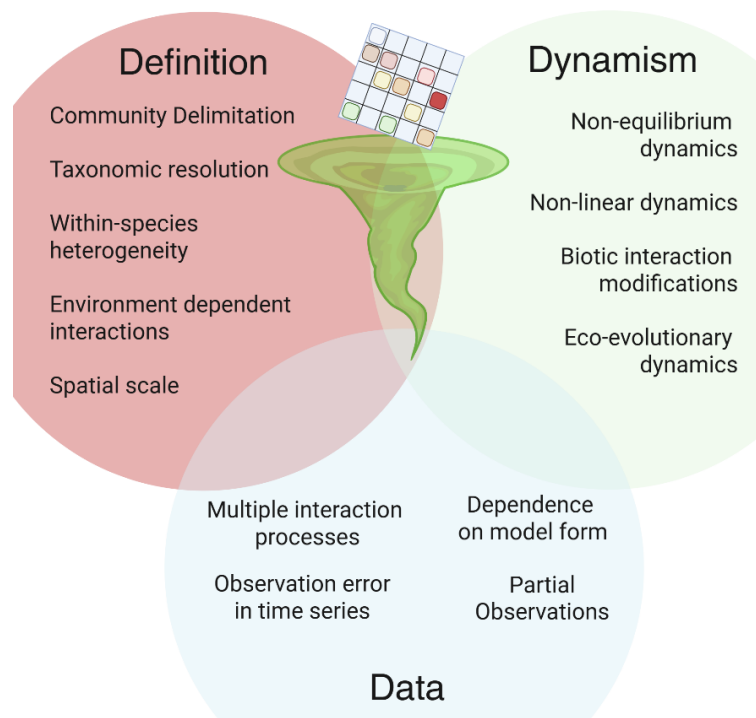 Definition
Community Delimitation
Taxonomic resolution
Within-species
heterogeneity
Environment dependent
interactions
Spatial scale
Dynamism
Non-equilibrium
dynamics
Non-linear dynamics
Biotic interaction
modifications
Eco-evolutionary
dynamics
Multiple interaction
processes
Observation error
in time series
Dependence
on model form
Partial
Observations
Data